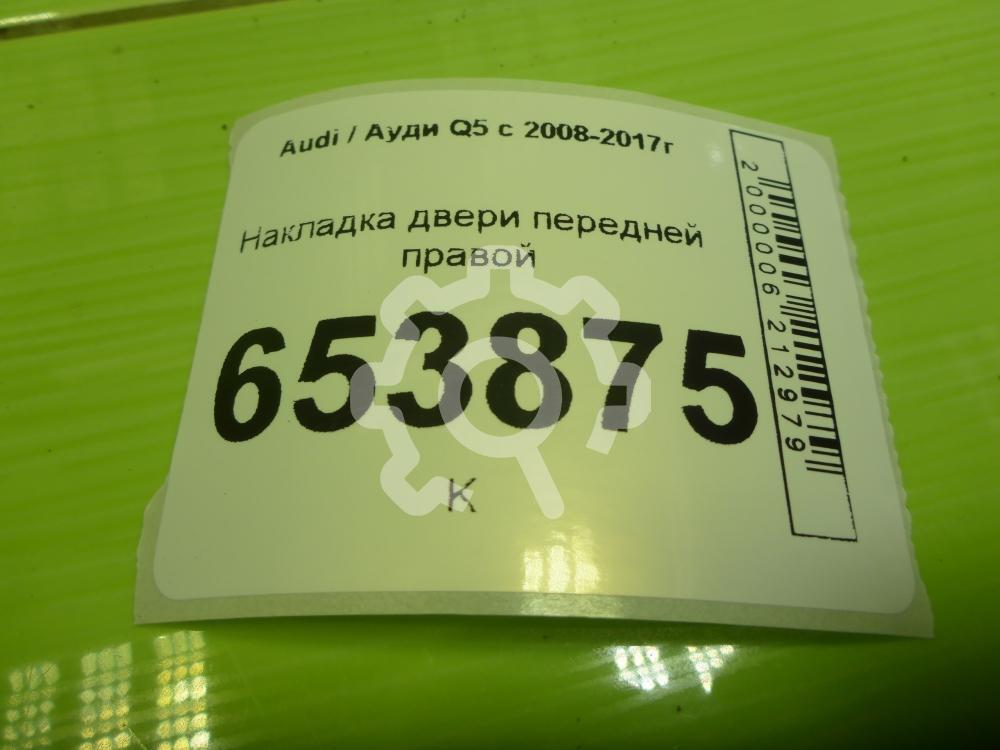 Audi / Ауди Q5 с 2008-2017г
Накладка двери передней
правой
653875
К
2000006212979